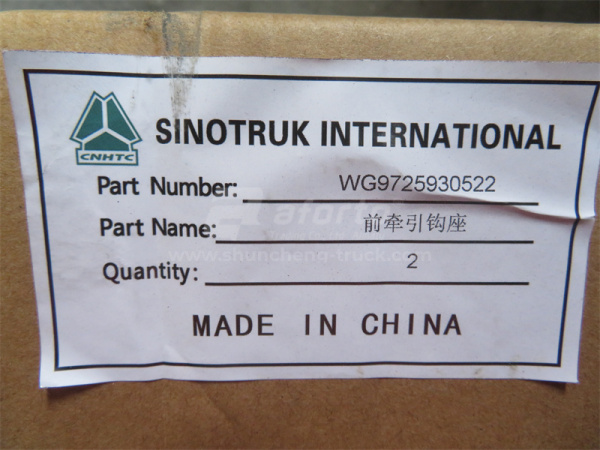 SINOTRUK INTERNATIONAL
CNHTC
Part Number: WG9725930522
Part Name: 前牵引钩座
Quantity: 2
MADE IN CHINA
aforto
www.shuncheng-truck.com